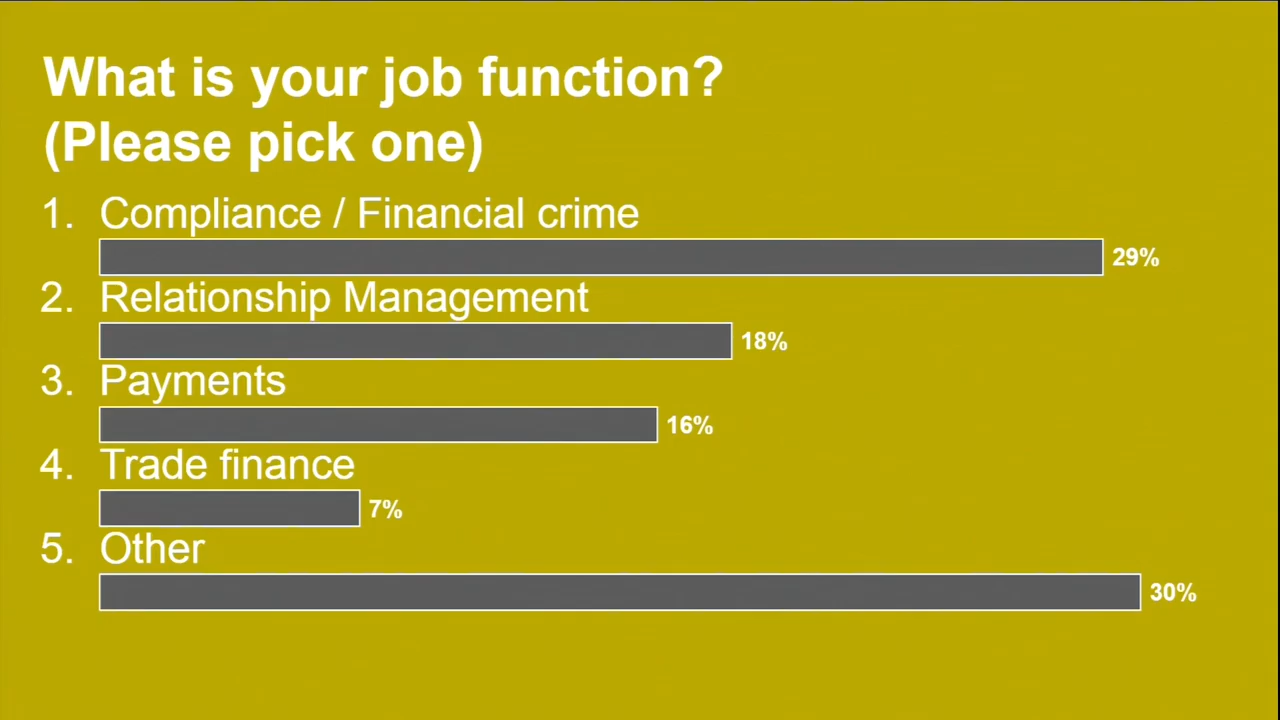 What is your job function?
(Please pick one)
1. Compliance / Financial crime
29%
2. Relationship Management
18%
3. Payments
16%
4. Trade finance
7%
5. Other
30%